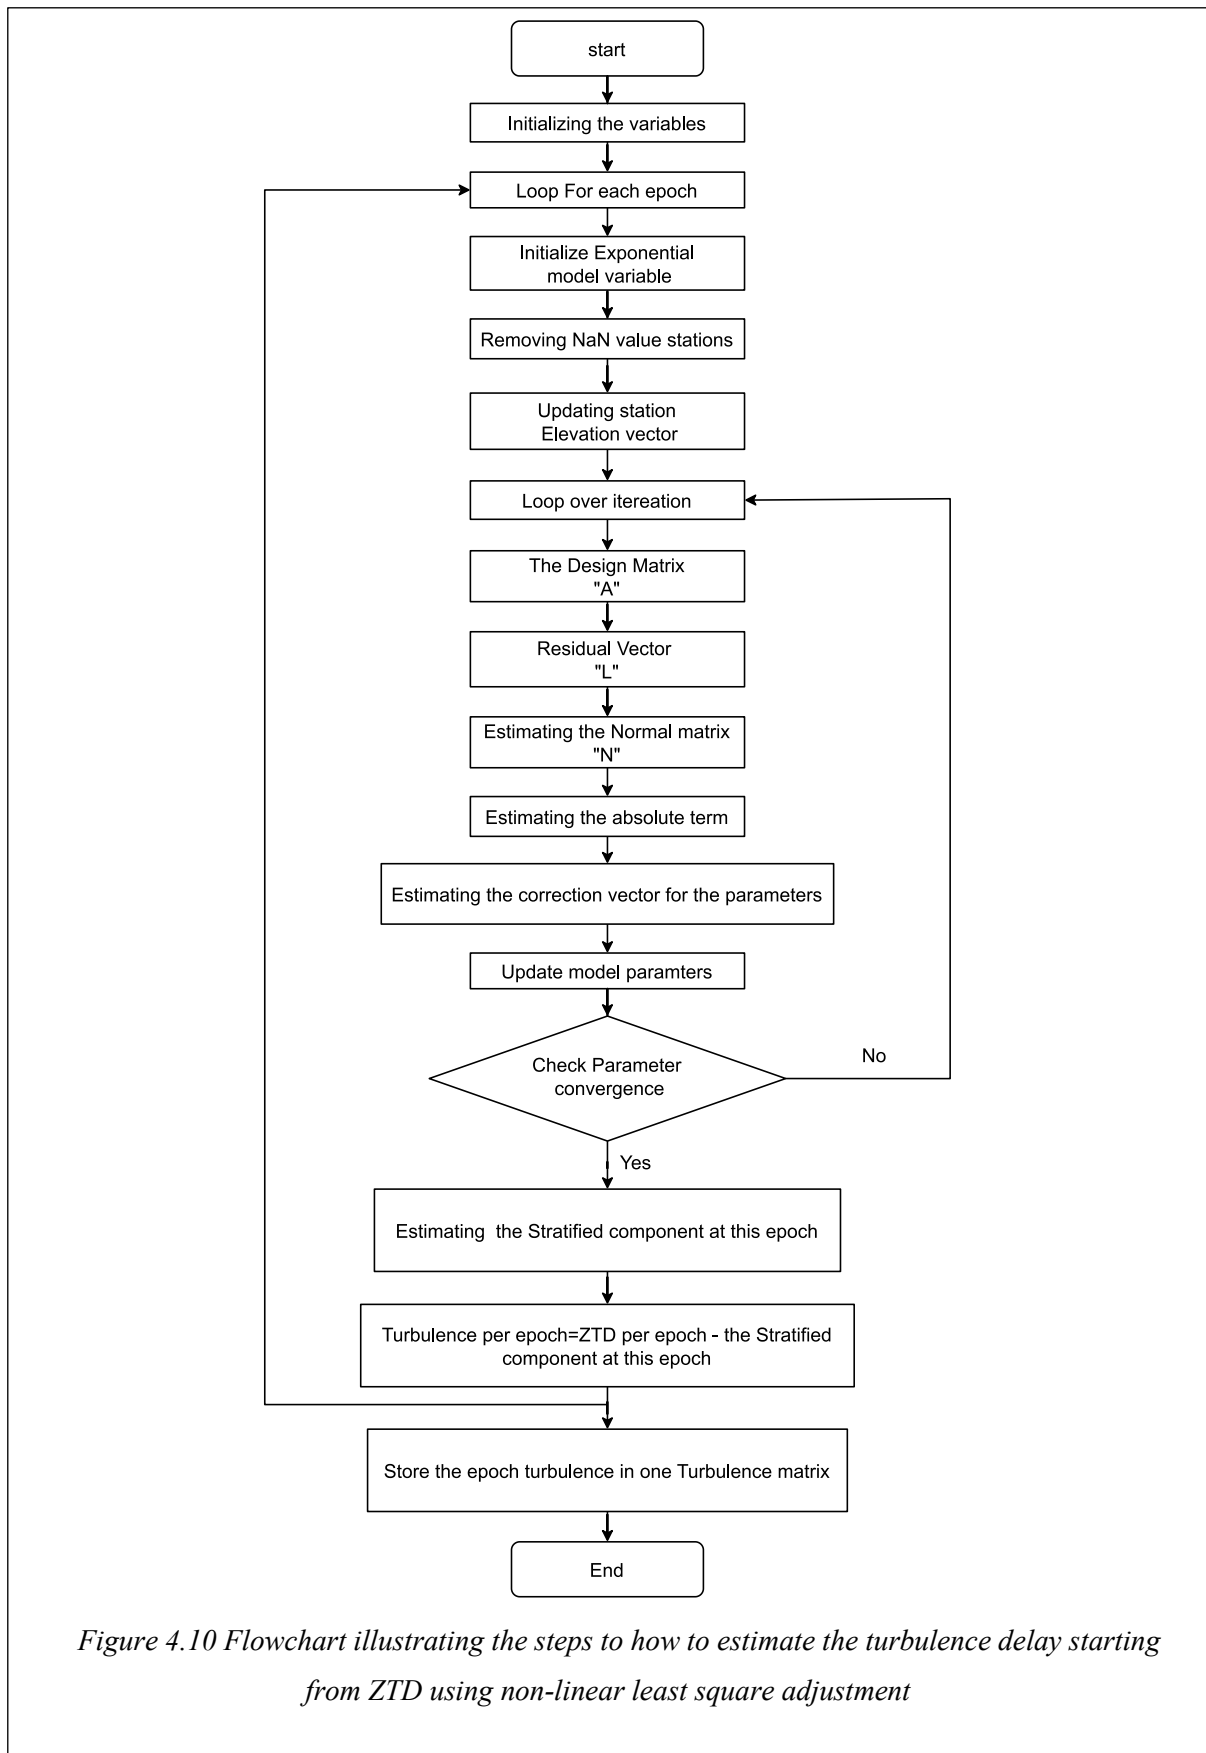 start
Initializing the variables
Loop For each epoch
Initialize Exponential
model variable
Removing NaN value stations
Updating station
Elevation vector
Loop over itereation
The Design Matrix
"A"
Residual Vector
"L"
Estimating the Normal matrix
"N"
Estimating the absolute term
Estimating the correction vector for the parameters
Update model paramters
Check Parameter
convergence
No
Yes
Estimating the Stratified component at this epoch
Turbulence per epoch=ZTD per epoch - the Stratified
component at this epoch
Store the epoch turbulence in one Turbulence matrix
End
Figure 4.10 Flowchart illustrating the steps to how to estimate the turbulence delay starting
from ZTD using non-linear least square adjustment